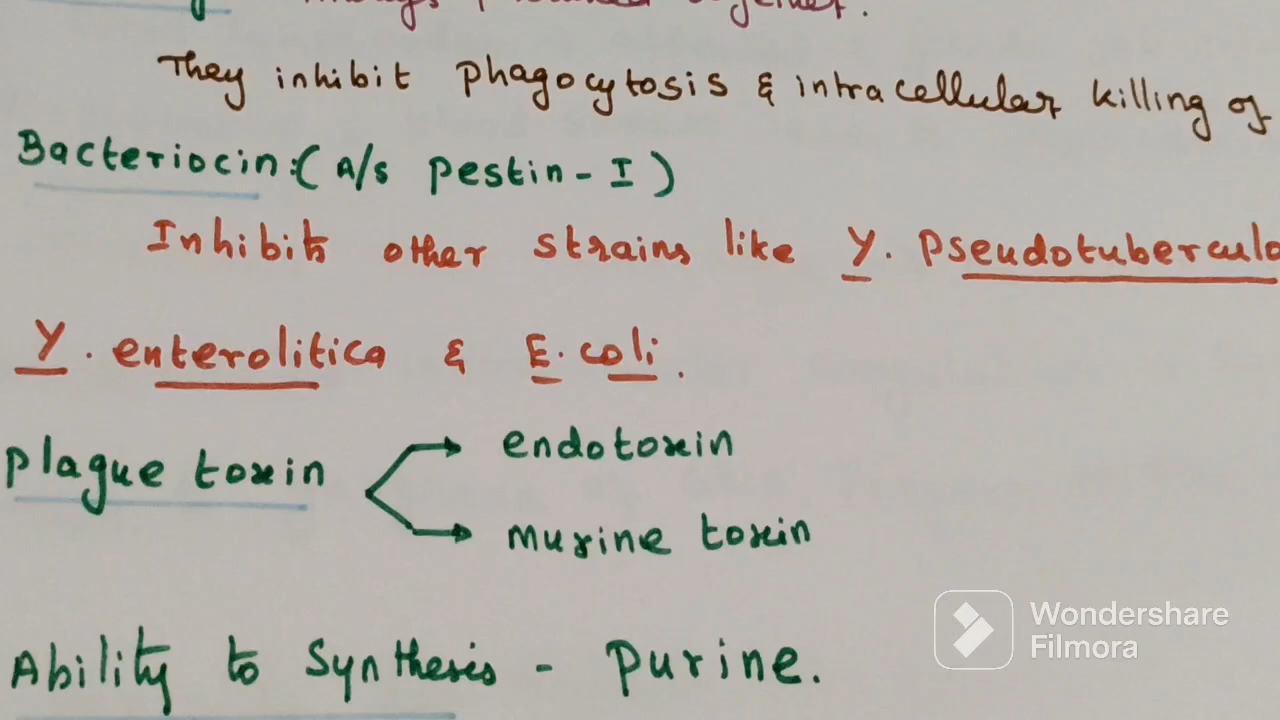 together.
They inhibit phagocytosis & intracellular killing of
Bacteriocin:( A/s pestin - I )
Inhibits other strains like Y. pseudotuberculo
Y. enterolitica & E. coli.
plague toxin
endotoxin
murine toxin
Wondershare
Filmora
Ability to Synthesis - purine.